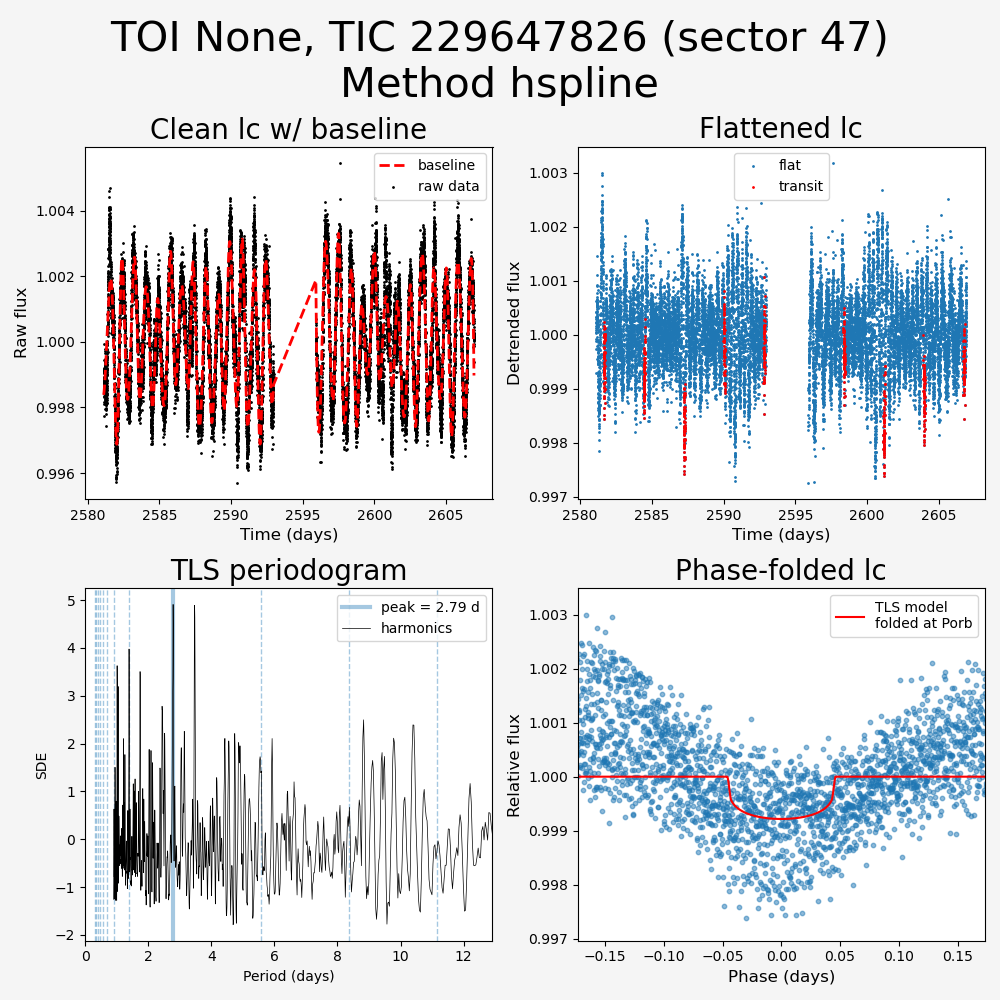 TOI None, TIC 229647826 (sector 47)
Method hspline
Clean lc w/ baseline
baseline
raw data
1.004
1.002
1.000
0.998
0.996
Raw flux
2580
2585
2590
2595
2600
2605
Time (days)
Flattened lc
flat
transit
1.003
1.002
1.001
1.000
0.999
0.998
0.997
Detrended flux
2580
2585
2590
2595
2600
2605
Time (days)
TLS periodogram
peak = 2.79 d
harmonics
5
4
3
2
1
0
−1
−2
SDE
0
2
4
6
8
10
12
Period (days)
Phase-folded lc
TLS model
folded at Porb
1.003
1.002
1.001
1.000
0.999
0.998
0.997
Relative flux
−0.15
−0.10
−0.05
0.00
0.05
0.10
0.15
Phase (days)